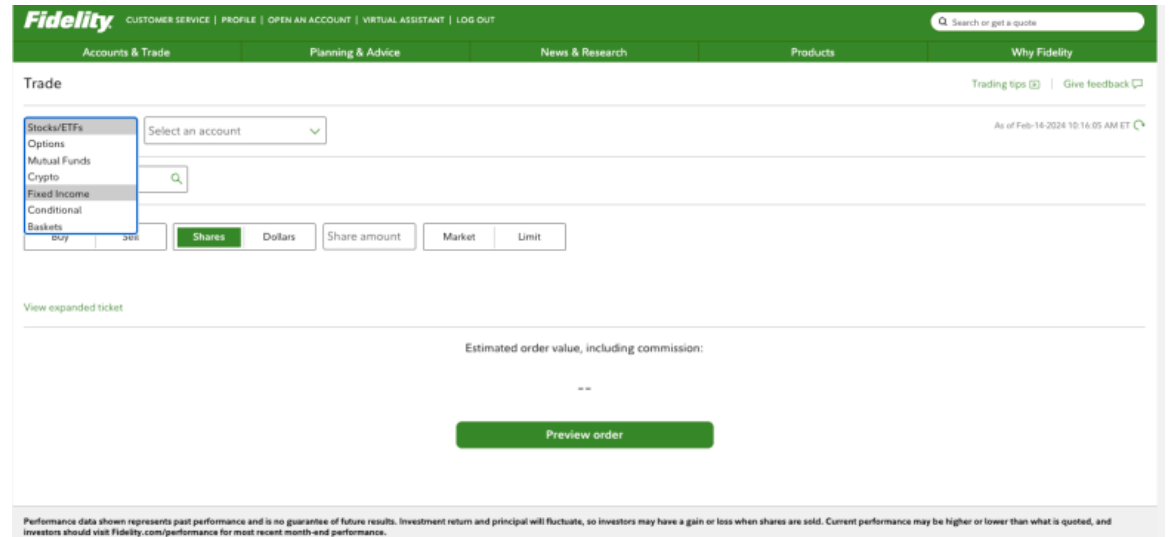 Fidelity CUSTOMER SERVICE | PROFILE | OPEN AN ACCOUNT | VIRTUAL ASSISTANT | LOG OUT Search or get a quote
Accounts & Trade Planning & Advice News & Research Products Why Fidelity
Trade Trading tips Give feedback
Stocks/ETFs
Select an account As of Feb-14-2024 10:16:05 AM ET
Options
Mutual Funds
Crypto
Fixed Income
Conditional
Baskets
Buy Sell Shares Dollars Share amount Market Limit
View expanded ticket
Estimated order value, including commission:
--
Preview order
Performance data shown represents past performance and is no guarantee of future results. Investment return and principal will fluctuate, so investors may have a gain or loss when shares are sold. Current performance may be higher or lower than what is quoted, and
investors should visit Fidelity.com/performance for most recent month-end performance.